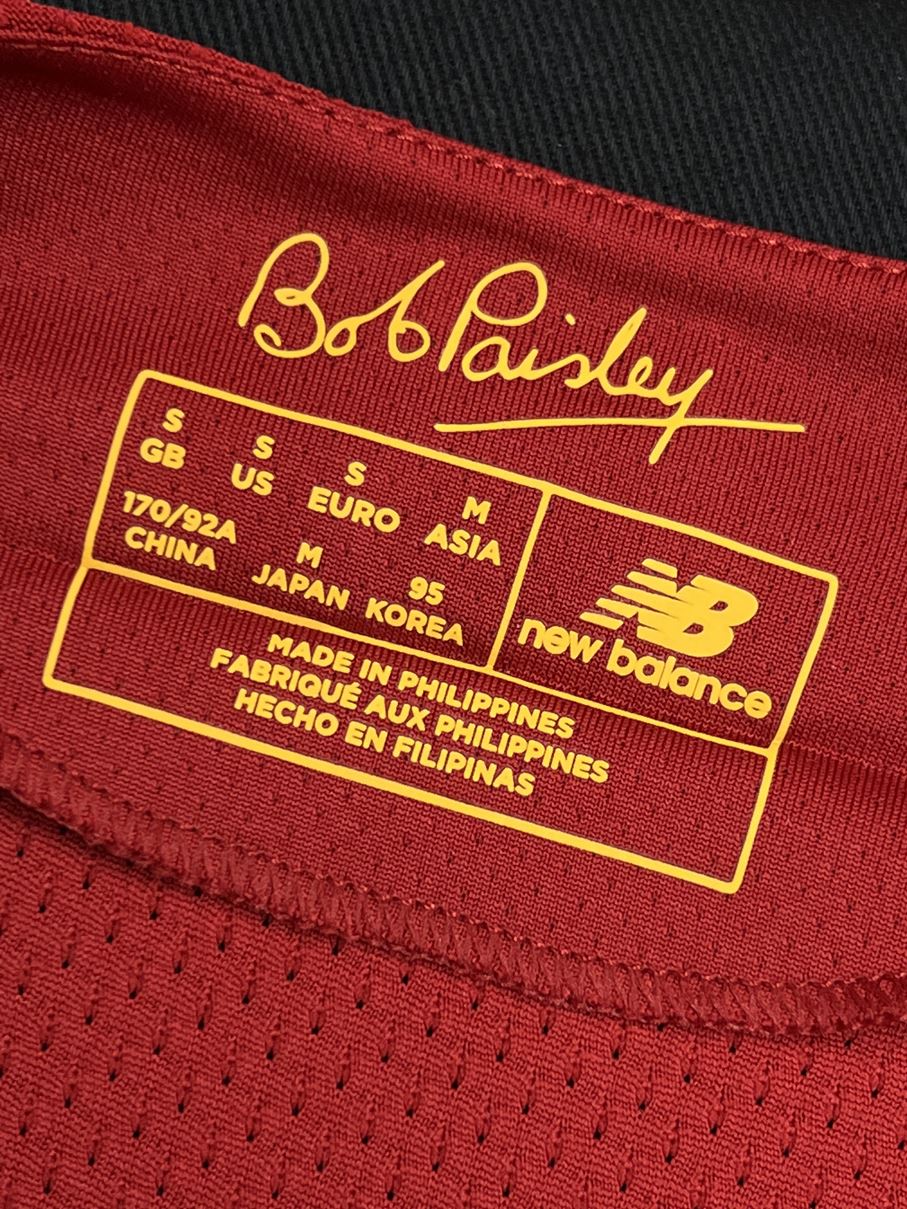 Bob Paisley
S S S M
GB US EURO ASIA
170/92A M 95
CHINA JAPAN KOREA
NB
new balance
MADE IN PHILIPPINES
FABRIQUÉ AUX PHILIPPINES
HECHO EN FILIPINAS